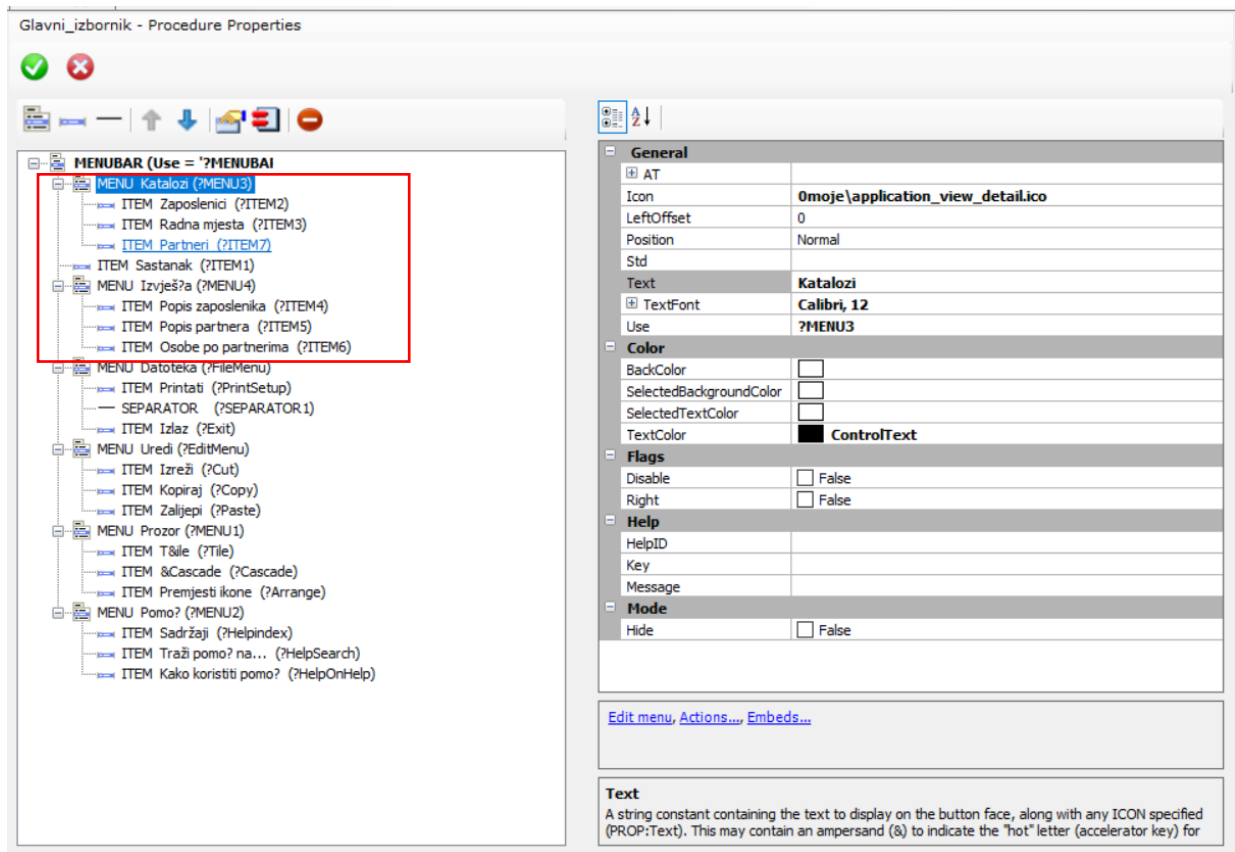 Glavni_izbornik - Procedure Properties
MENUBAR (Use = '?MENUBAI
MENU Katalozi (?MENU3)
ITEM Zaposlenici (?ITEM2)
ITEM Radna mjesta (?ITEM3)
ITEM Partneri (?ITEM7)
ITEM Sastanak (?ITEM1)
MENU Izvješ?a (?MENU4)
ITEM Popis zaposlenika (?ITEM4)
ITEM Popis partnera (?ITEM5)
ITEM Osobe po partnerima (?ITEM6)
MENU Datoteka (?FileMenu)
ITEM Printati (?PrintSetup)
SEPARATOR (?SEPARATOR1)
ITEM Izlaz (?Exit)
MENU Uredi (?EditMenu)
ITEM Izreži (?Cut)
ITEM Kopiraj (?Copy)
ITEM Zalijepi (?Paste)
MENU Prozor (?MENU1)
ITEM T&ile (?Tile)
ITEM &Cascade (?Cascade)
ITEM Premjesti ikone (?Arrange)
MENU Pomo? (?MENU2)
ITEM Sadržaji (?Helpindex)
ITEM Traži pomo? na... (?HelpSearch)
ITEM Kako koristiti pomo? (?HelpOnHelp)
General
AT
Icon 0moje\application_view_detail.ico
LeftOffset 0
Position Normal
Std
Text Katalozi
TextFont Calibri, 12
Use ?MENU3
Color
BackColor
SelectedBackgroundColor
SelectedTextColor
TextColor ControlText
Flags
Disable False
Right False
Help
HelpID
Key
Message
Mode
Hide False
Edit menu, Actions..., Embeds...
Text
A string constant containing the text to display on the button face, along with any ICON specified
(PROP:Text). This may contain an ampersand (&) to indicate the "hot" letter (accelerator key) for